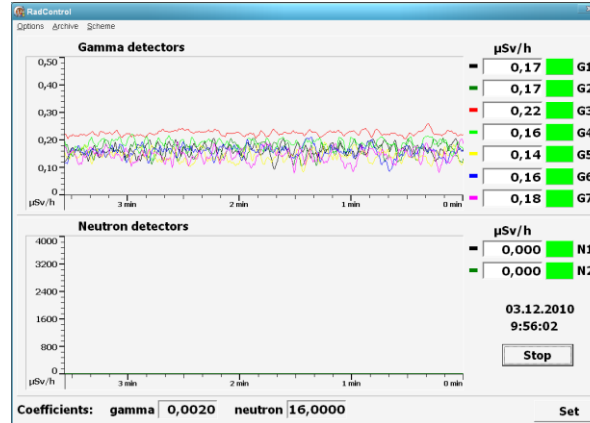 RadControl
Options Archive Scheme
Gamma detectors
µSv/h
0,50
0,40
0,30
0,20
0,10
0
µSv/h
3 min
2 min
1 min
0 min
0,17 G1
0,17 G2
0,22 G3
0,16 G4
0,14 G5
0,16 G6
0,18 G7
Neutron detectors
µSv/h
4000
3200
2400
1600
800
0
µSv/h
3 min
2 min
1 min
0 min
0,000 N1
0,000 N2
03.12.2010
9:56:02
Stop
Coefficients: gamma 0,0020 neutron 16,0000
Set